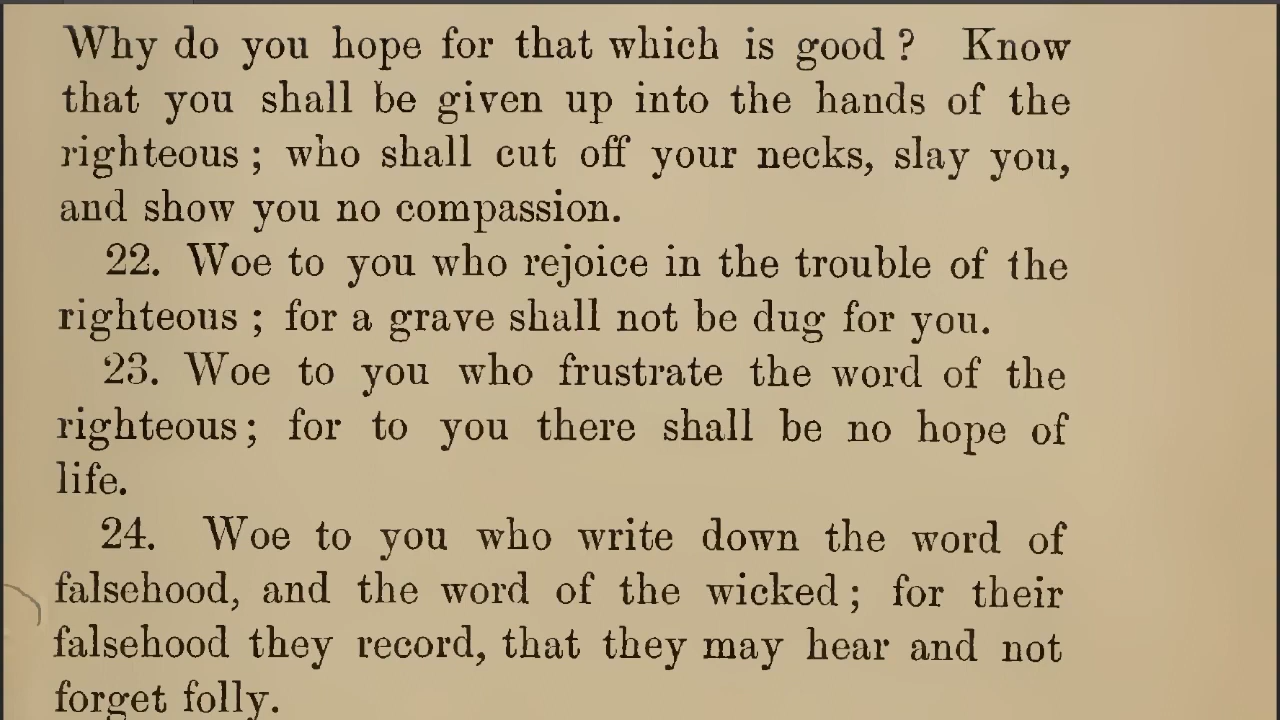 Why do you hope for that which is good? Know
that you shall be given up into the hands of the
righteous; who shall cut off your necks, slay you,
and show you no compassion.
22. Woe to you who rejoice in the trouble of the
righteous; for a grave shall not be dug for you.
23. Woe to you who frustrate the word of the
righteous; for to you there shall be no hope of
life.
24. Woe to you who write down the word of
falsehood, and the word of the wicked; for their
falsehood they record, that they may hear and not
forget folly.